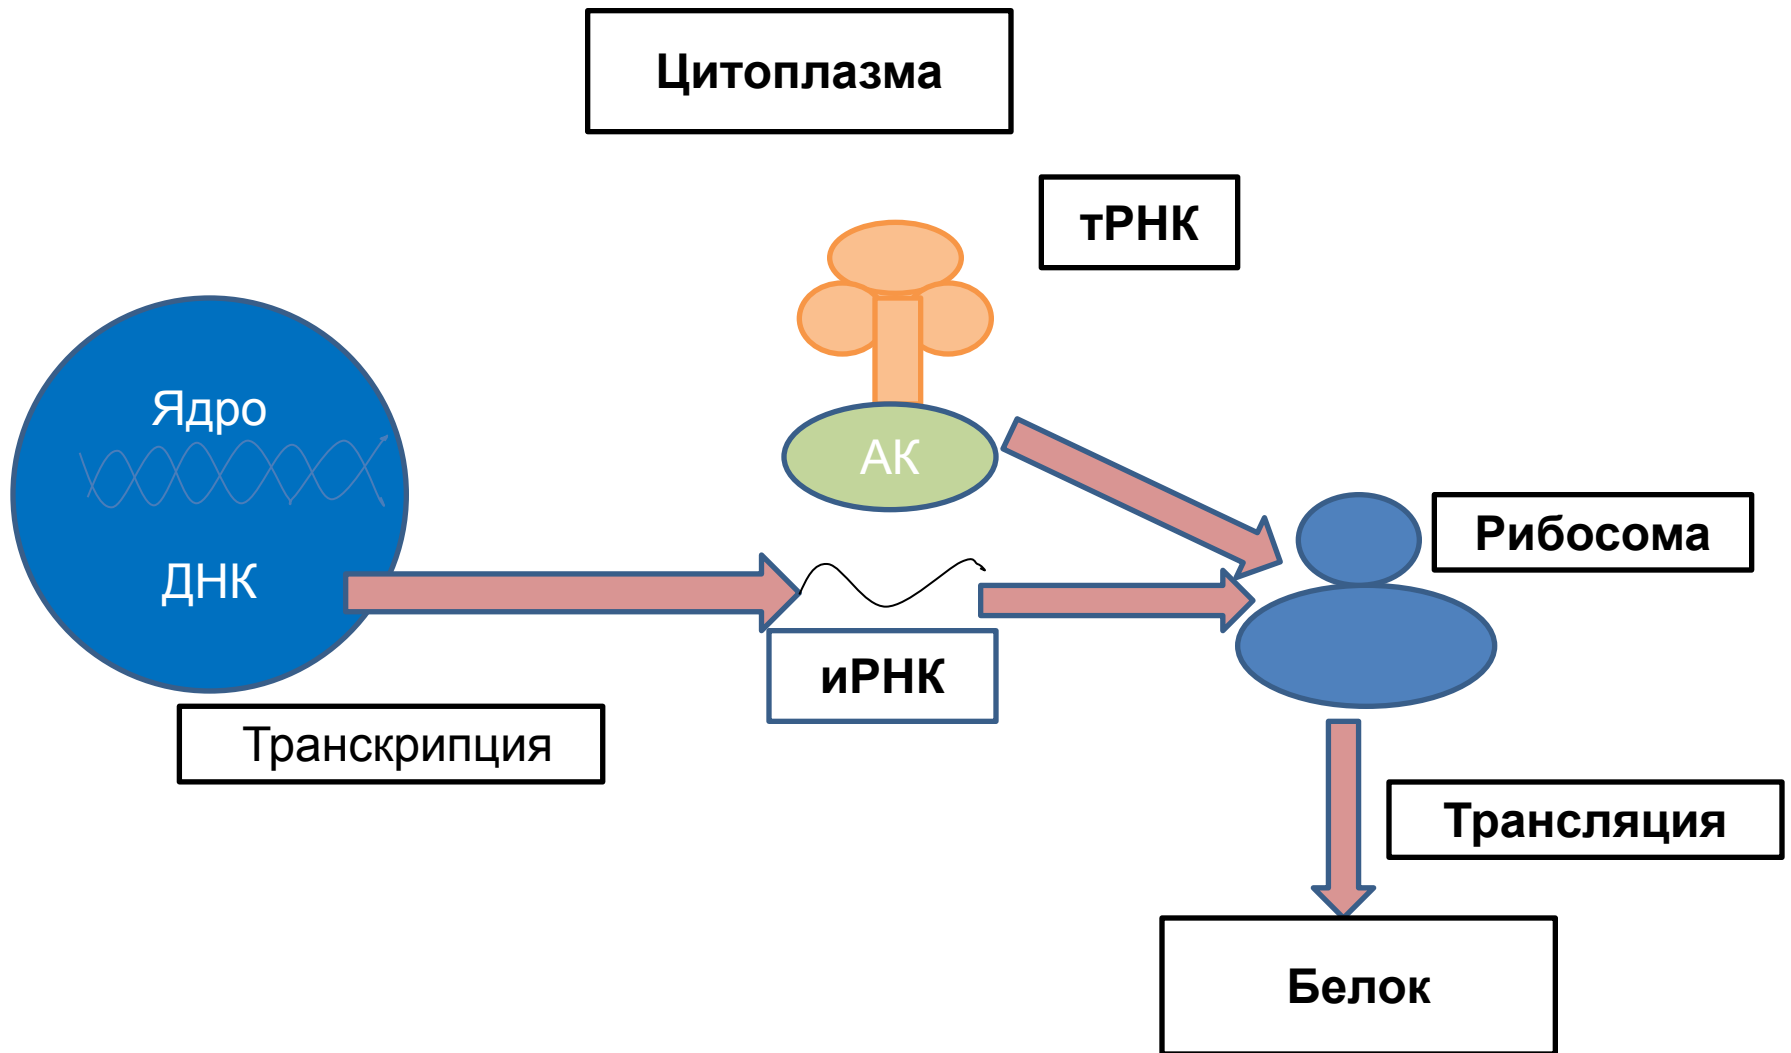 Цитоплазма
тРНК
Ядро
АК
Рибосома
ДНК
иРНК
Транскрипция
Трансляция
Белок